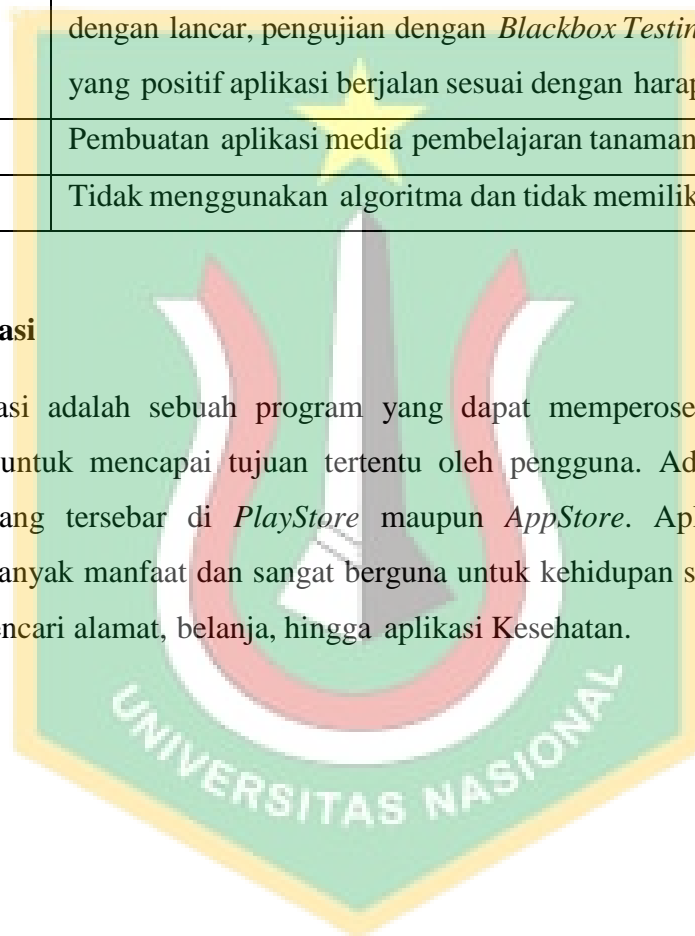 dengan lancar, pengujian dengan Blackbox Testin
yang positif aplikasi berjalan sesuai dengan harap
Pembuatan aplikasi media pembelajaran tanaman
Tidak menggunakan algoritma dan tidak memilik
asi
asi adalah sebuah program yang dapat memperose
untuk mencapai tujuan tertentu oleh pengguna. Ad
ang tersebar di PlayStore maupun AppStore. Apl
anyak manfaat dan sangat berguna untuk kehidupan s
encari alamat, belanja, hingga aplikasi Kesehatan.
UNIVERSITAS NASIONAL